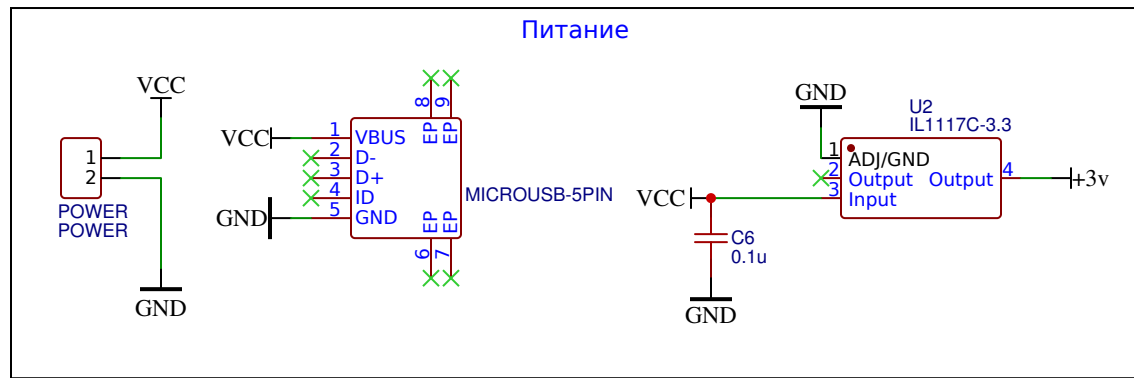 Питание
VCC
1
2
POWER
POWER
GND
8 9
EP EP
VCC
1 VBUS
2 D-
3 D+
4 ID
5 GND
GND
EP EP
6 7
MICROUSB-5PIN
GND
U2
IL1117C-3.3
1 ADJ/GND
2 Output Output 4
3 Input
+3v
VCC
C6
0.1u
GND